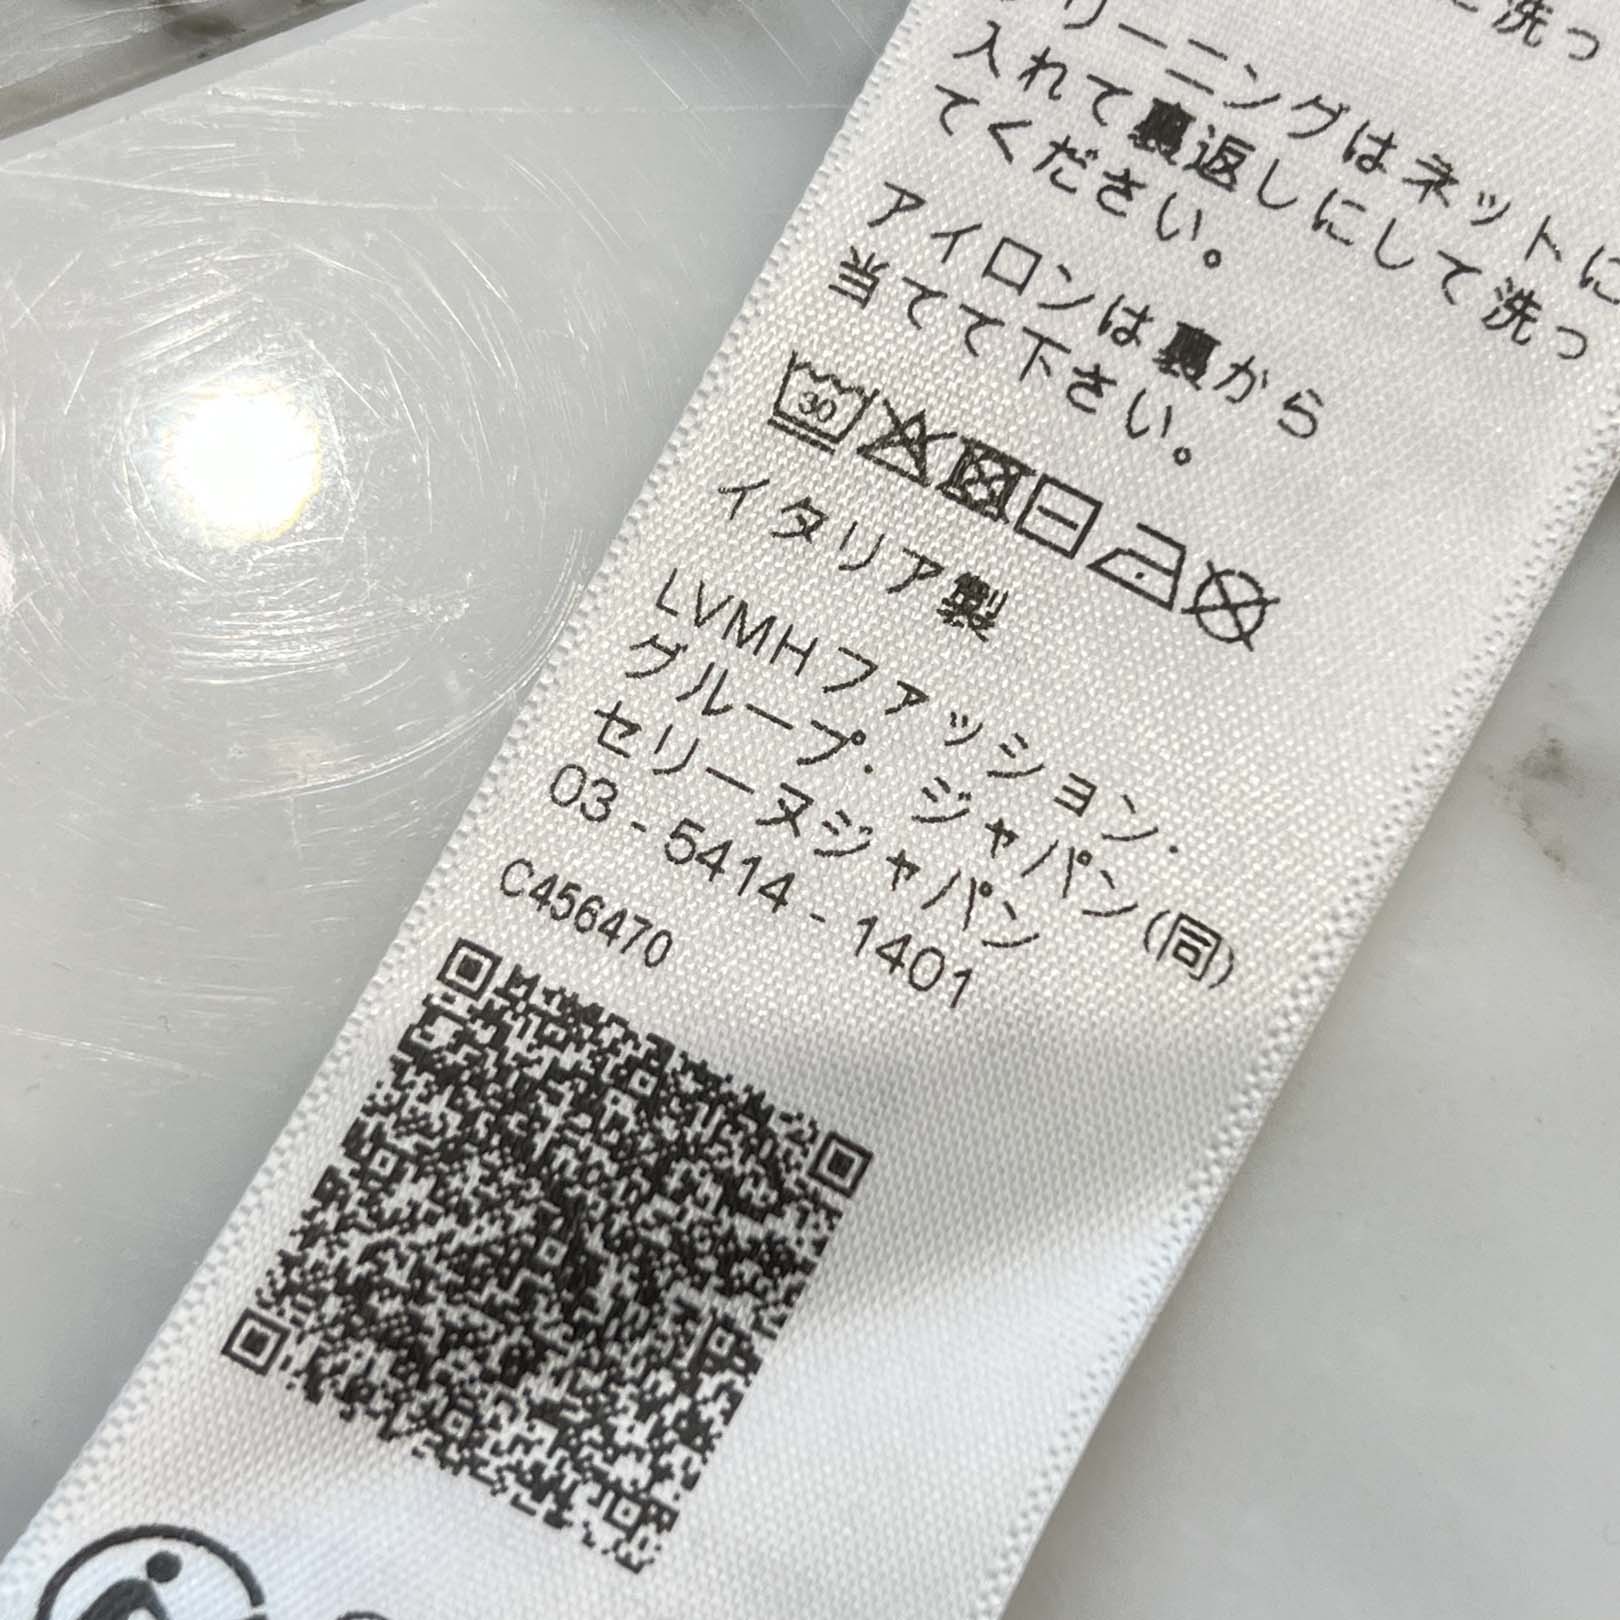 洗っ
リーニングはネットに
入れて裏返しにして洗っ
てください。
アイロンは裏から
当てて下さい。
30
イタリア製
LVMHファッション.
グループ. ジャパン(同)
セリーヌジャパン
03-5414-1401
C456470